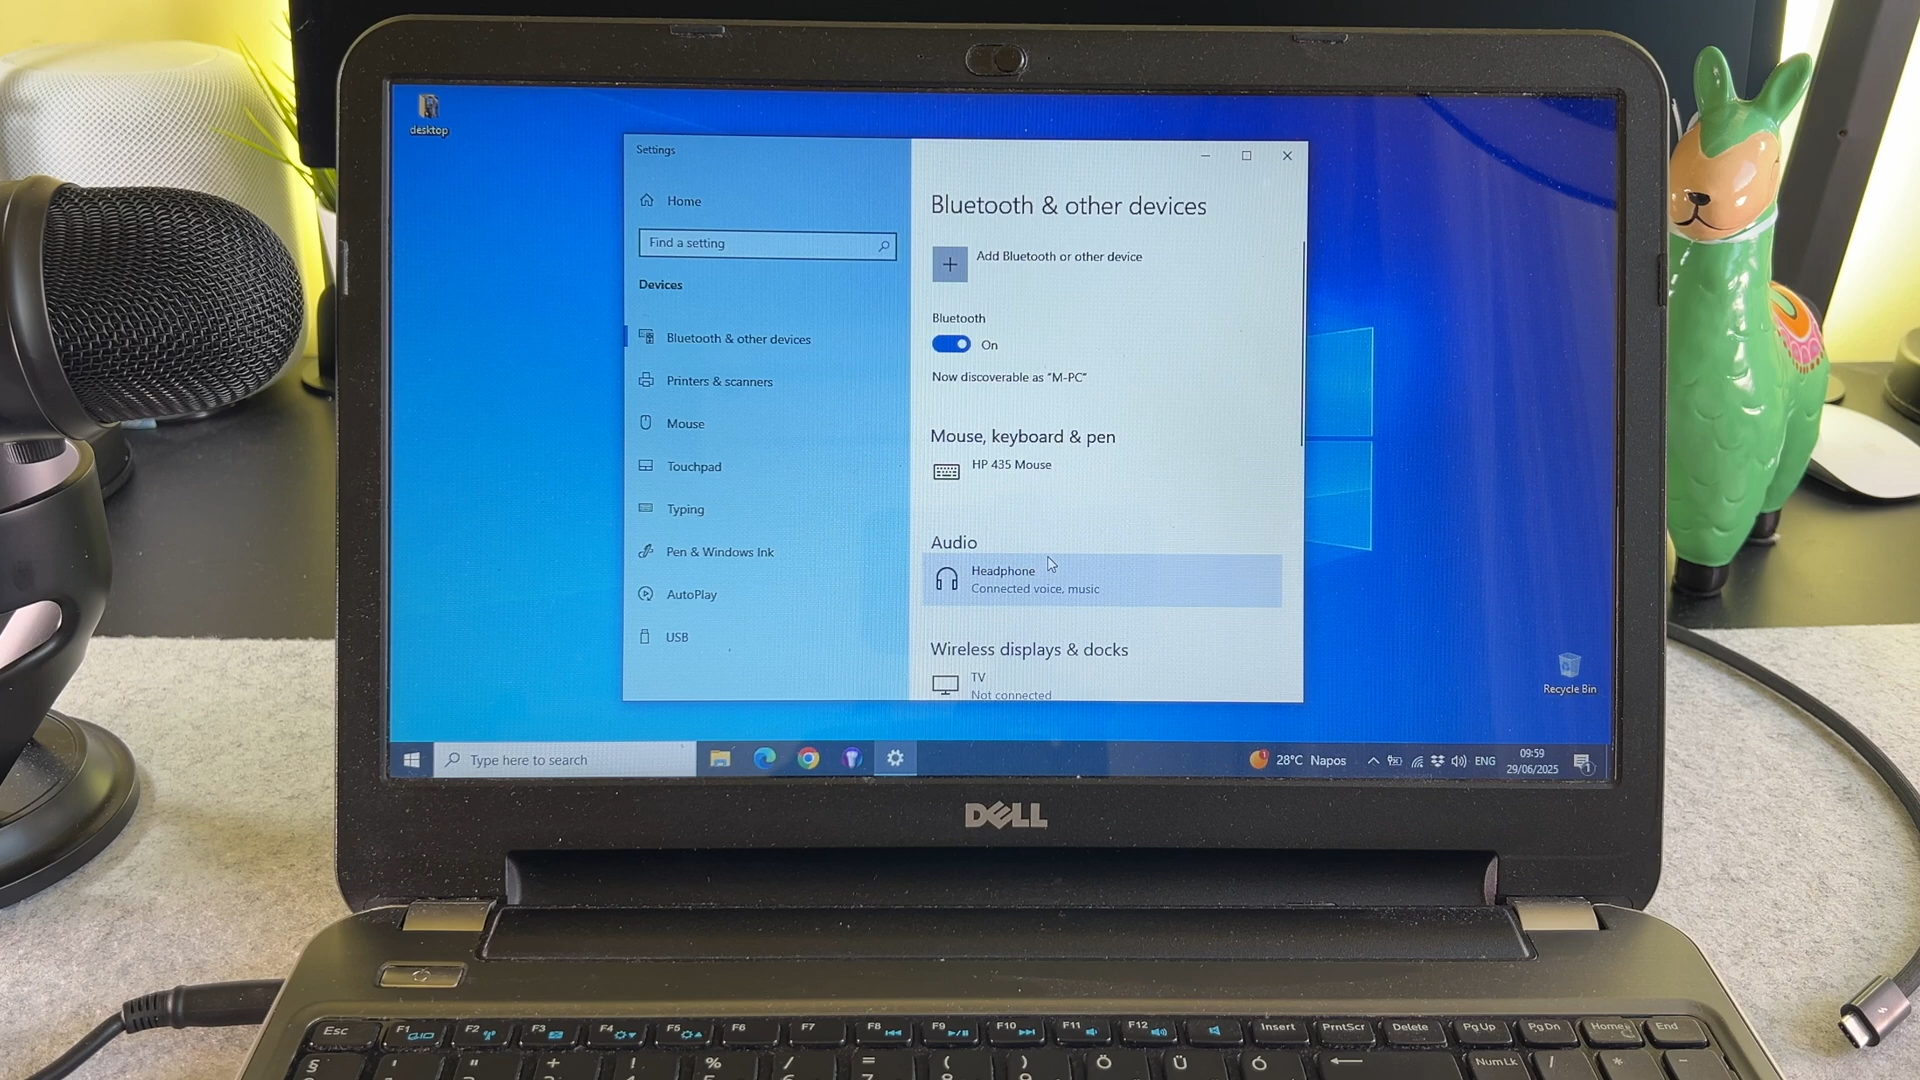 desktop
Settings
Home
Find a setting
Devices
Bluetooth & other devices
Printers & scanners
Mouse
Touchpad
Typing
Pen & Windows Ink
AutoPlay
USB
Bluetooth & other devices
Add Bluetooth or other device
Bluetooth
On
Now discoverable as "M-PC"
Mouse, keyboard & pen
HP 435 Mouse
Audio
Headphone
Connected voice, music
Wireless displays & docks
TV
Not connected
Recycle Bin
Type here to search
1
28°C Napos
ENG
09:59
29/06/2025
1
DELL
Esc F1 F2 F3 F4 F5 F6 F7 F8 F9 F10 F11 F12 Insert PrntScr Delete PgUp PgDn Home End
§ ' " + ! % / = ( ) Ö Ü Ó NumLk / * -